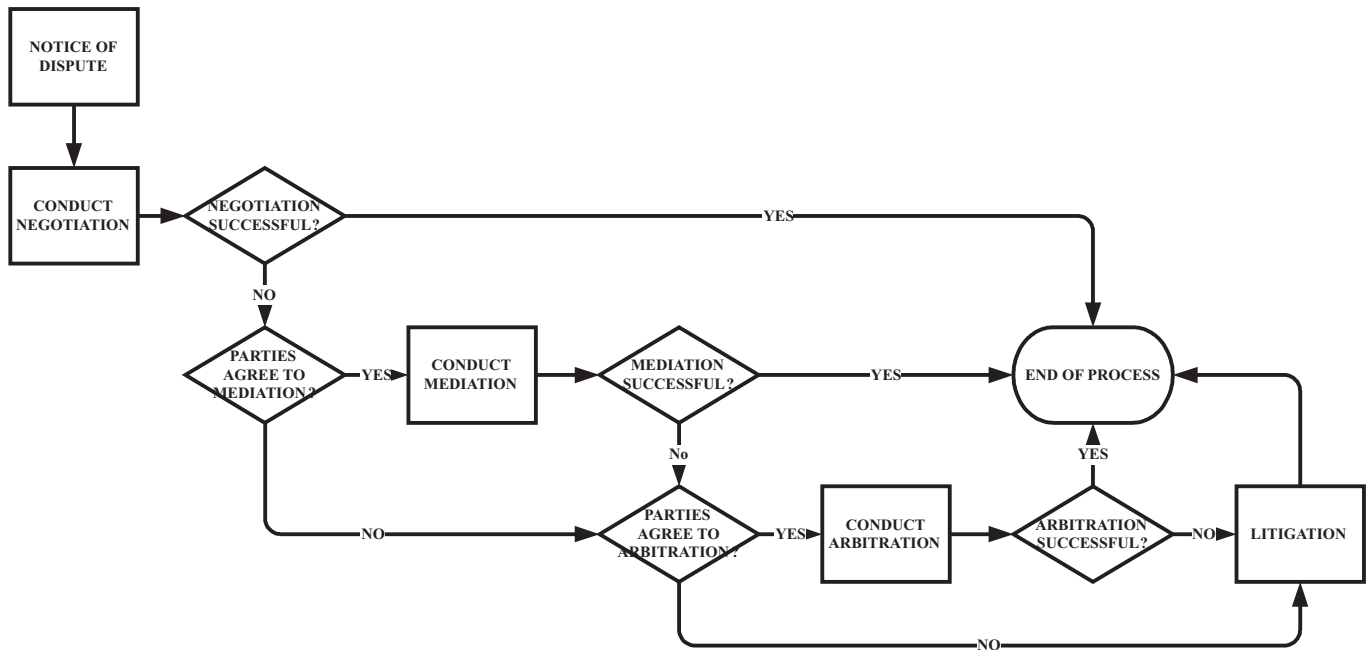 NOTICE OF
DISPUTE
CONDUCT
NEGOTIATION
NEGOTIATION
SUCCESSFUL?
YES
NO
PARTIES
AGREE TO
MEDIATION?
YES
CONDUCT
MEDIATION
MEDIATION
SUCCESSFUL?
YES
END OF PROCESS
No
YES
NO
PARTIES
AGREE TO
ARBITRATION?
YES
CONDUCT
ARBITRATION
ARBITRATION
SUCCESSFUL?
NO
LITIGATION
NO